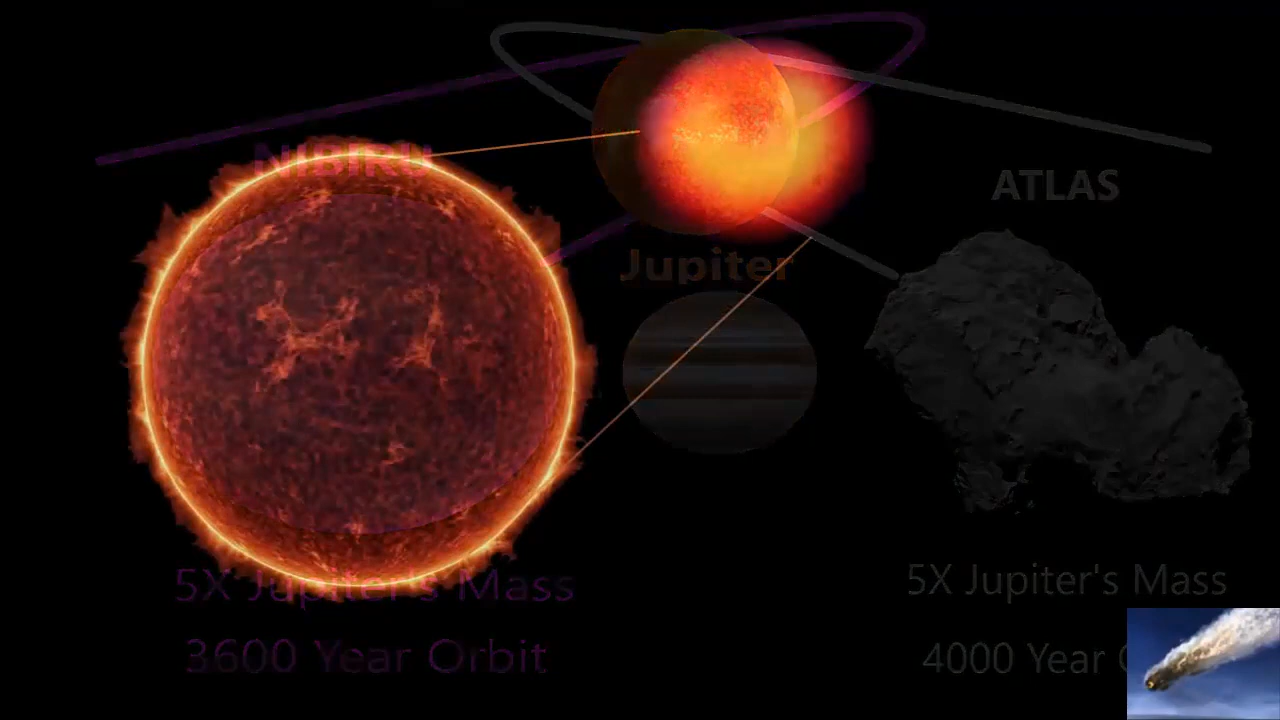 NIBIRU
ATLAS
Jupiter
5X Jupiter's Mass
5X Jupiter's Mass
3600 Year Orbit
4000 Year